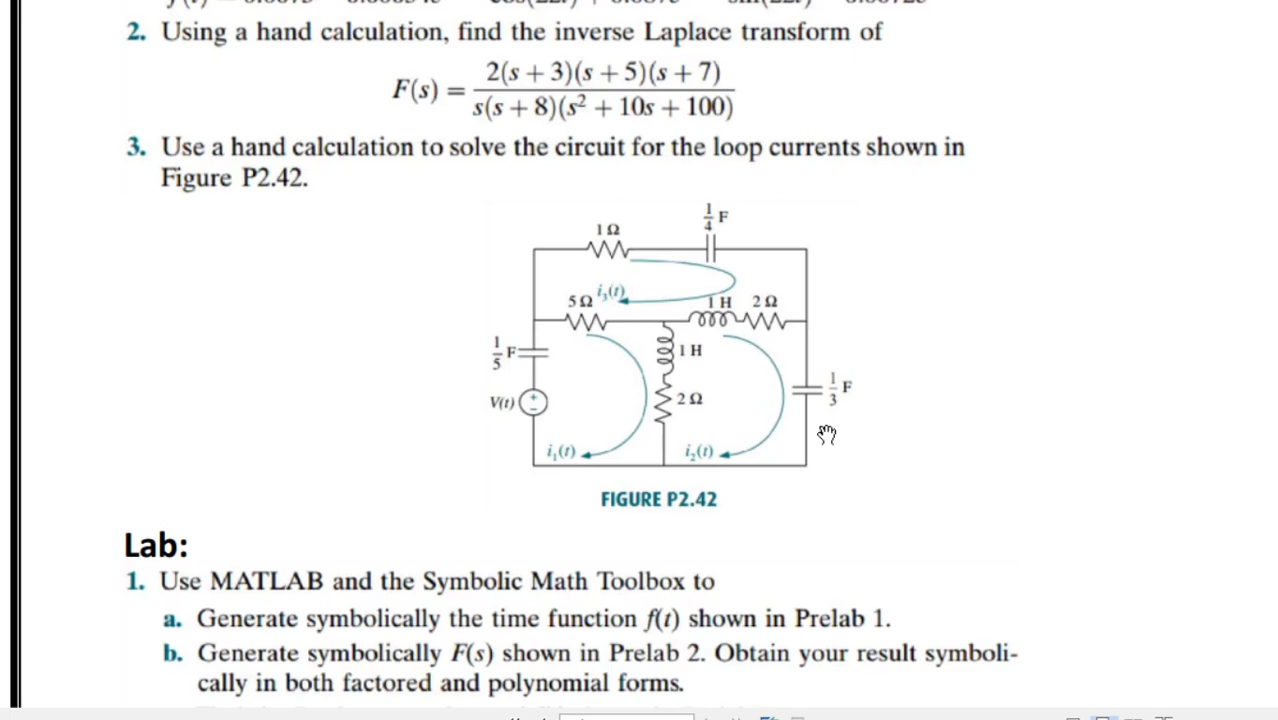 2. Using a hand calculation, find the inverse Laplace transform of
F(s) = 2(s + 3)(s + 5)(s + 7)
s(s + 8)(s² + 10s + 100)
3. Use a hand calculation to solve the circuit for the loop currents shown in
Figure P2.42.
1/4 F
1 Ω
5 Ω i₃(t) 1 H 2 Ω
1/5 F
1 H
1/3 F
V(t) + − 2 Ω
i₁(t) i₂(t)
FIGURE P2.42
Lab:
1. Use MATLAB and the Symbolic Math Toolbox to
a. Generate symbolically the time function f(t) shown in Prelab 1.
b. Generate symbolically F(s) shown in Prelab 2. Obtain your result symboli-
cally in both factored and polynomial forms.